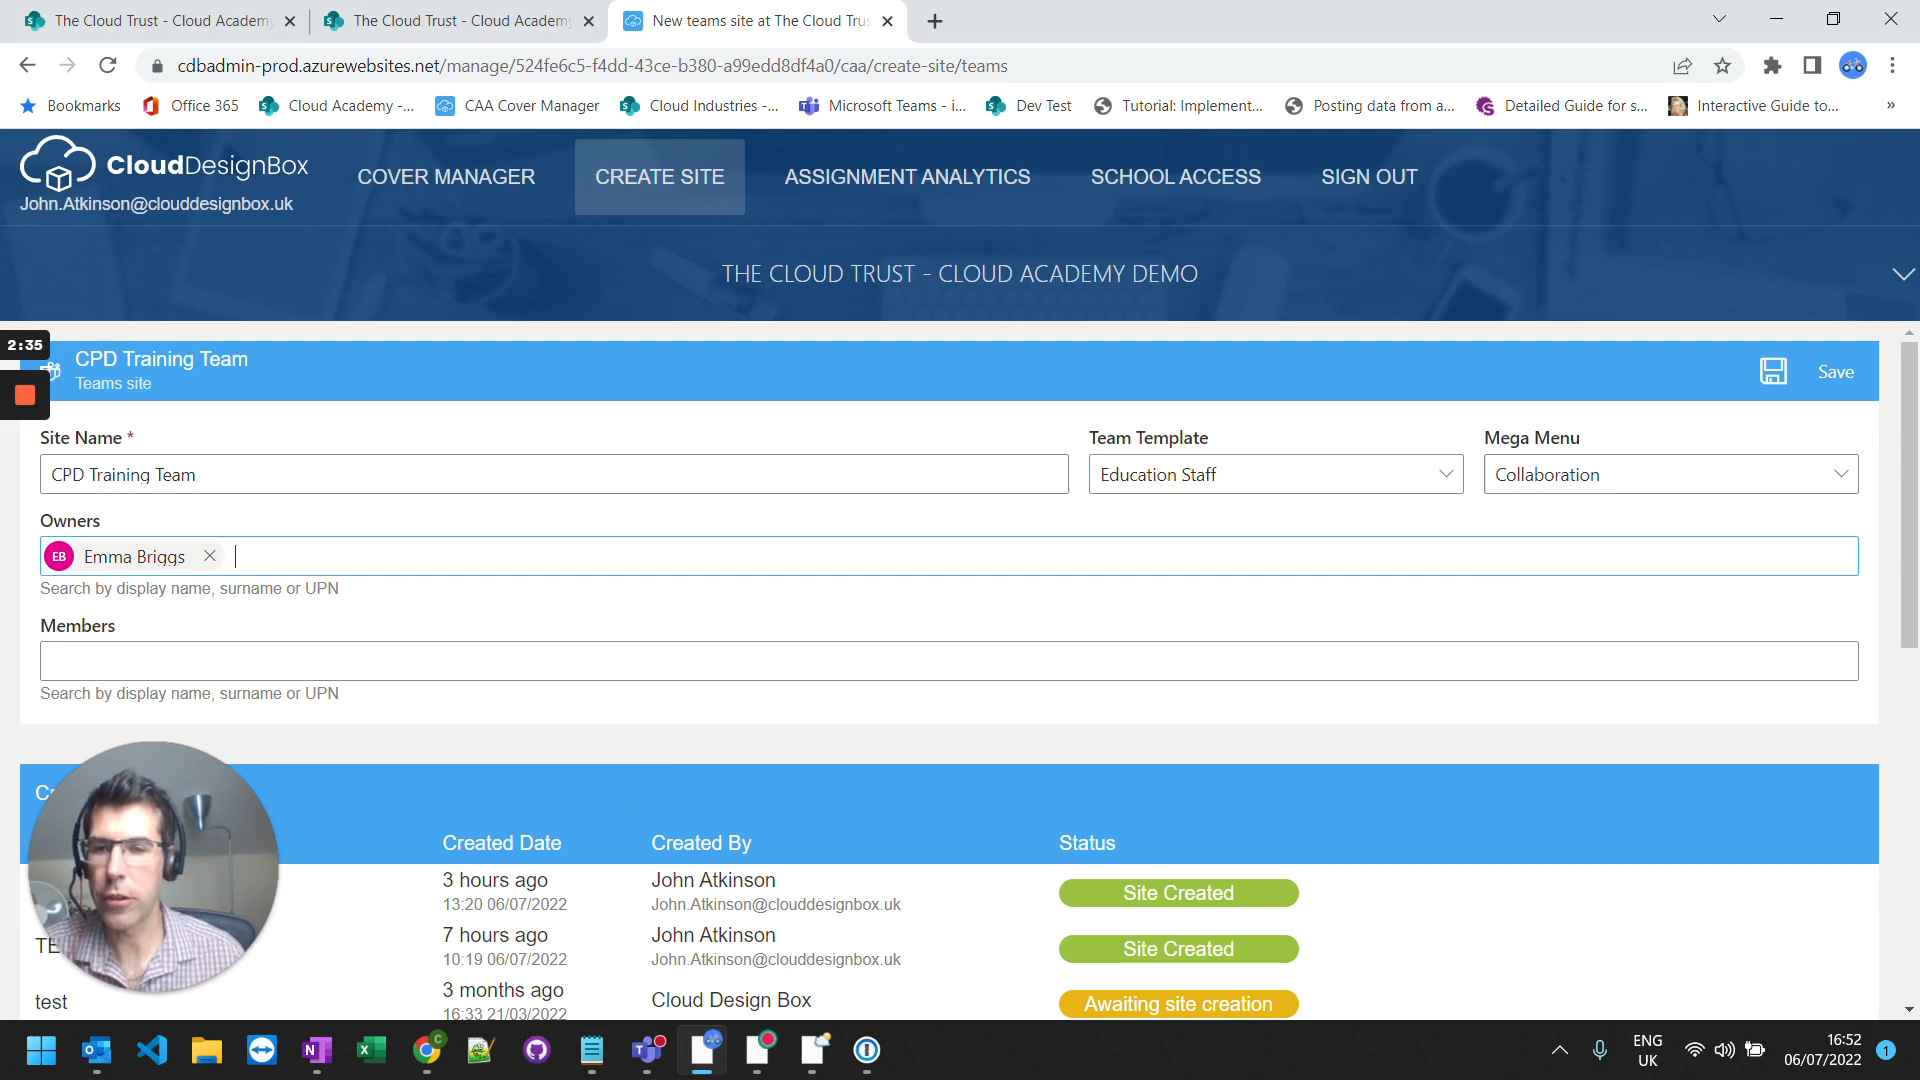 The Cloud Trust - Cloud Academy
The Cloud Trust - Cloud Academy
New teams site at The Cloud Trus
cdbadmin-prod.azurewebsites.net/manage/524fe6c5-f4dd-43ce-b380-a99edd8df4a0/caa/create-site/teams
Bookmarks
Office 365
Cloud Academy -...
CAA Cover Manager
Cloud Industries -...
Microsoft Teams - i...
Dev Test
Tutorial: Implement...
Posting data from a...
Detailed Guide for s...
Interactive Guide to...
»
CloudDesignBox
John.Atkinson@clouddesignbox.uk
COVER MANAGER
CREATE SITE
ASSIGNMENT ANALYTICS
SCHOOL ACCESS
SIGN OUT
THE CLOUD TRUST - CLOUD ACADEMY DEMO
2:35
CPD Training Team
Teams site
Save
Site Name *
Team Template
Mega Menu
CPD Training Team
Education Staff
Collaboration
Owners
EB Emma Briggs
Search by display name, surname or UPN
Members
Search by display name, surname or UPN
Created Date
Created By
Status
3 hours ago
13:20 06/07/2022
John Atkinson
John.Atkinson@clouddesignbox.uk
Site Created
TE
7 hours ago
10:19 06/07/2022
John Atkinson
John.Atkinson@clouddesignbox.uk
Site Created
test
3 months ago
16:33 21/03/2022
Cloud Design Box
Awaiting site creation
ENG
UK
16:52
06/07/2022
1